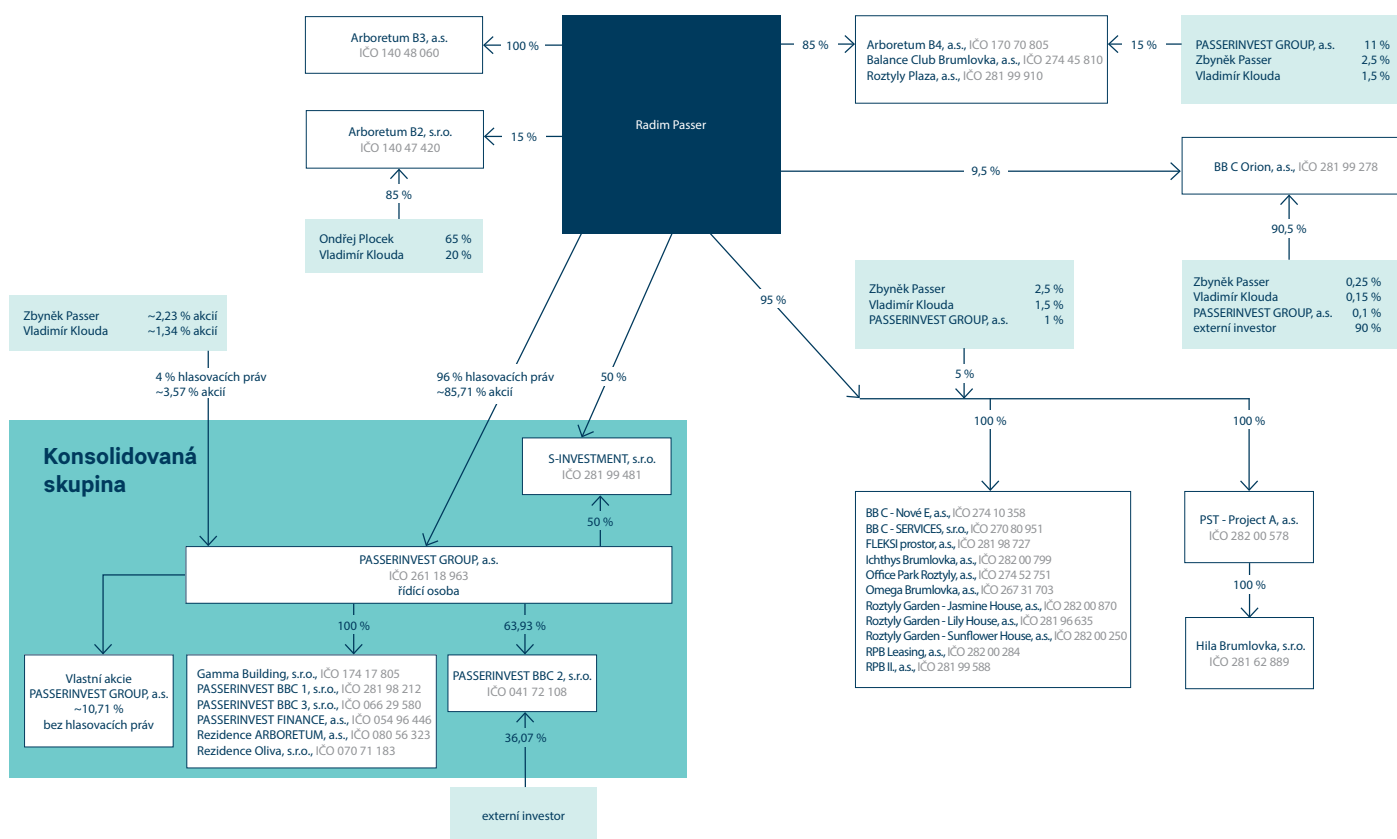 Arboretum B3, a.s.
IČO 140 48 060
100 %
Radim Passer
85 %
Arboretum B4, a.s., IČO 170 70 805
Balance Club Brumlovka, a.s., IČO 274 45 810
Roztyly Plaza, a.s., IČO 281 99 910
15 %
PASSERINVEST GROUP, a.s. 11 %
Zbyněk Passer 2,5 %
Vladimír Klouda 1,5 %
Arboretum B2, s.r.o.
IČO 140 47 420
15 %
85 %
Ondřej Plocek 65 %
Vladimír Klouda 20 %
9,5 %
BB C Orion, a.s., IČO 281 99 278
90,5 %
Zbyněk Passer 0,25 %
Vladimír Klouda 0,15 %
PASSERINVEST GROUP, a.s. 0,1 %
externí investor 90 %
Zbyněk Passer 2,5 %
Vladimír Klouda 1,5 %
PASSERINVEST GROUP, a.s. 1 %
95 %
5 %
Zbyněk Passer ~2,23 % akcií
Vladimír Klouda ~1,34 % akcií
4 % hlasovacích práv
~3,57 % akcií
96 % hlasovacích práv
~85,71 % akcií
50 %
100 %
100 %
Konsolidovaná
skupina
S-INVESTMENT, s.r.o.
IČO 281 99 481
50 %
PASSERINVEST GROUP, a.s.
IČO 261 18 963
řídící osoba
100 %
63,93 %
Vlastní akcie
PASSERINVEST GROUP, a.s.
~10,71 %
bez hlasovacích práv
Gamma Building, s.r.o., IČO 174 17 805
PASSERINVEST BBC 1, s.r.o., IČO 281 98 212
PASSERINVEST BBC 3, s.r.o., IČO 066 29 580
PASSERINVEST FINANCE, a.s., IČO 054 96 446
Rezidence ARBORETUM, a.s., IČO 080 56 323
Rezidence Oliva, s.r.o., IČO 070 71 183
PASSERINVEST BBC 2, s.r.o.
IČO 041 72 108
36,07 %
externí investor
BB C - Nové E, a.s., IČO 274 10 358
BB C - SERVICES, s.r.o., IČO 270 80 951
FLEKSI prostor, a.s., IČO 281 98 727
Ichthys Brumlovka, a.s., IČO 282 00 799
Office Park Roztyly, a.s., IČO 274 52 751
Omega Brumlovka, a.s., IČO 267 31 703
Roztyly Garden - Jasmine House, a.s., IČO 282 00 870
Roztyly Garden - Lily House, a.s., IČO 281 96 635
Roztyly Garden - Sunflower House, a.s., IČO 282 00 250
RPB Leasing, a.s., IČO 282 00 284
RPB II., a.s., IČO 281 99 588
PST - Project A, a.s.
IČO 282 00 578
100 %
Hila Brumlovka, s.r.o.
IČO 281 62 889